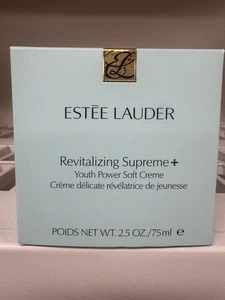 ESTĒE LAUDER
Revitalizing Supreme+
Youth Power Soft Creme
Crème délicate révélatrice de jeunesse
POIDS NET WT. 2.5 OZ./75ml e